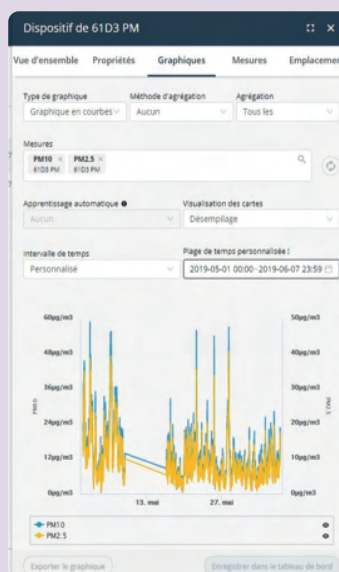 Dispositif de 61D3 PM
Vue d'ensemble Propriétés Graphiques Mesures Emplacemen
Type de graphique Méthode d'agrégation Agrégation
Graphique en courbes Aucun Tous les
Mesures
PM10 × PM2.5 ×
61D3 PM 61D3 PM
Apprentissage automatique Visualisation des cartes
Aucun Désempilage
Intervalle de temps Plage de temps personnalisée :
Personnalisé 2019-05-01 00:00 - 2019-06-07 23:59
60µg/m3 50µg/m3
48µg/m3 40µg/m3
36µg/m3 30µg/m3
24µg/m3 20µg/m3
12µg/m3 10µg/m3
0µg/m3 0µg/m3
PM10
PM2.5
13. mai 27. mai
PM10
PM2.5
Exporter le graphique Enregistrer dans le tableau de bord